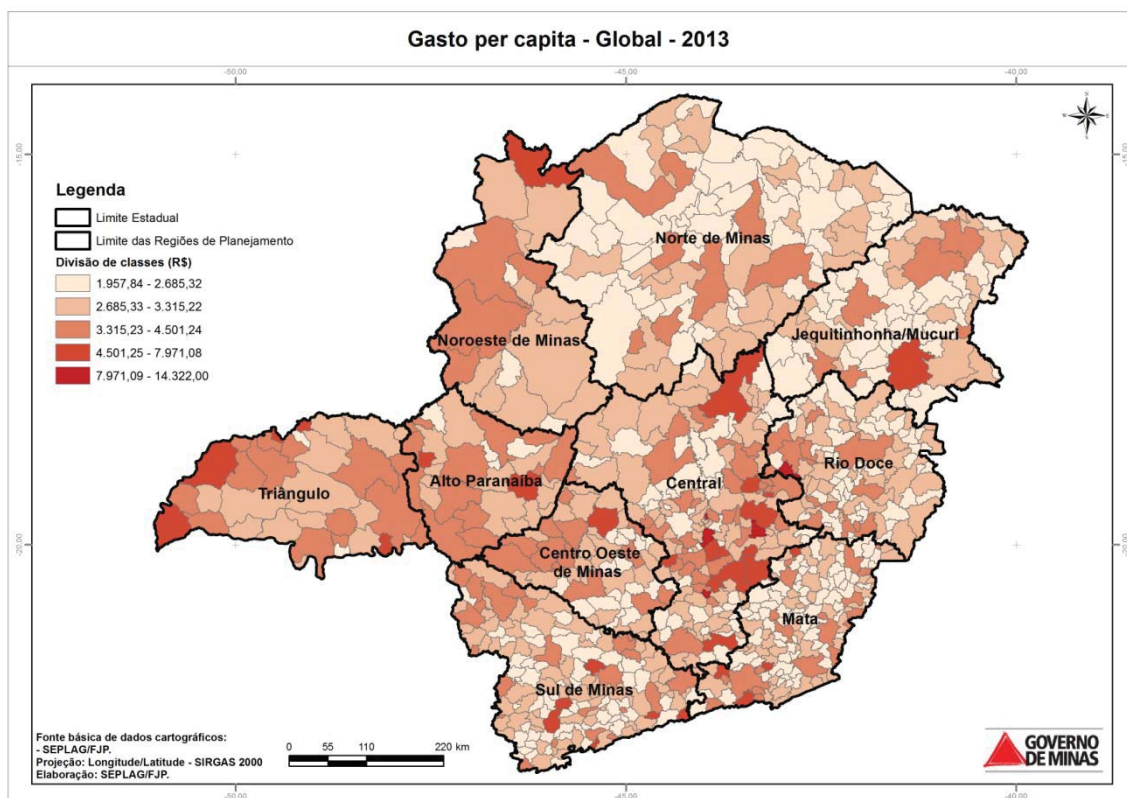 Gasto per capita - Global - 2013
-50,00
-45,00
-40,00
-15,00
-15,00
Legenda
Limite Estadual
Limite das Regiões de Planejamento
Divisão de classes (R$)
1.957,84 - 2.685,32
2.685,33 - 3.315,22
3.315,23 - 4.501,24
4.501,25 - 7.971,08
7.971,09 - 14.322,00
Norte de Minas
Noroeste de Minas
Jequitinhonha/Mucuri
Triângulo
Alto Paranaíba
Central
Rio Doce
-20,00
-20,00
Centro Oeste
de Minas
Mata
Sul de Minas
Fonte básica de dados cartográficos:
- SEPLAG/FJP.
Projeção: Longitude/Latitude - SIRGAS 2000
Elaboração: SEPLAG/FJP.
0 55 110 220 km
GOVERNO
DE MINAS
-50,00
-45,00
-40,00